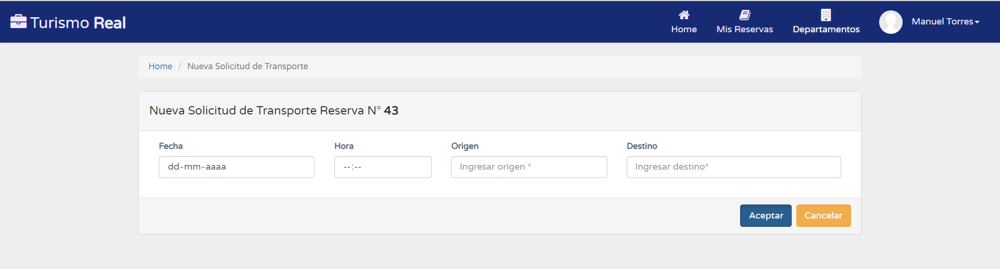 Turismo Real
Home
Mis Reservas
Departamentos
Manuel Torres
Home / Nueva Solicitud de Transporte
Nueva Solicitud de Transporte Reserva N° 43
Fecha
Hora
Origen
Destino
dd-mm-aaaa
--:--
Ingresar origen *
Ingresar destino*
Aceptar
Cancelar